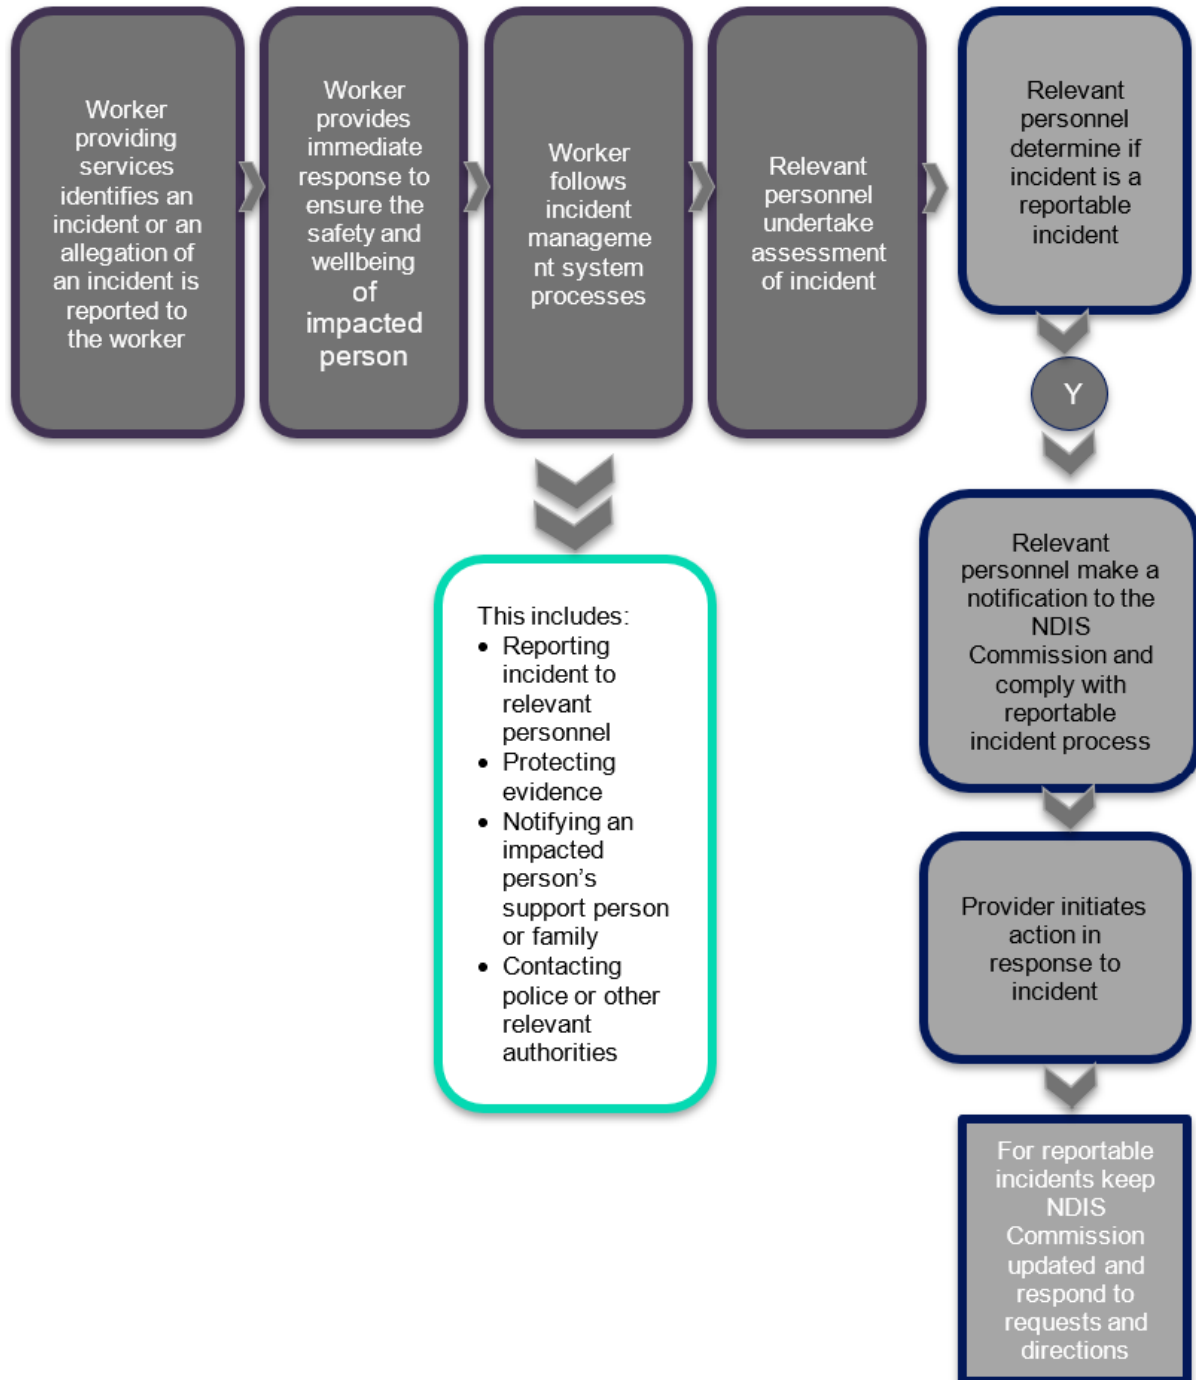 Worker
providing
services
identifies an
incident or an
allegation of
an incident is
reported to
the worker
Worker
provides
immediate
response to
ensure the
safety and
wellbeing
of
impacted
person
Worker
follows
incident
manageme
nt system
processes
Relevant
personnel
undertake
assessment
of incident
Relevant
personnel
determine if
incident is a
reportable
incident
Y
Relevant
personnel make a
notification to the
NDIS
Commission and
comply with
reportable
incident process
Provider initiates
action in
response to
incident
For reportable
incidents keep
NDIS
Commission
updated and
respond to
requests and
directions
This includes:
• Reporting
incident to
relevant
personnel
• Protecting
evidence
• Notifying an
impacted
person’s
support person
or family
• Contacting
police or other
relevant
authorities